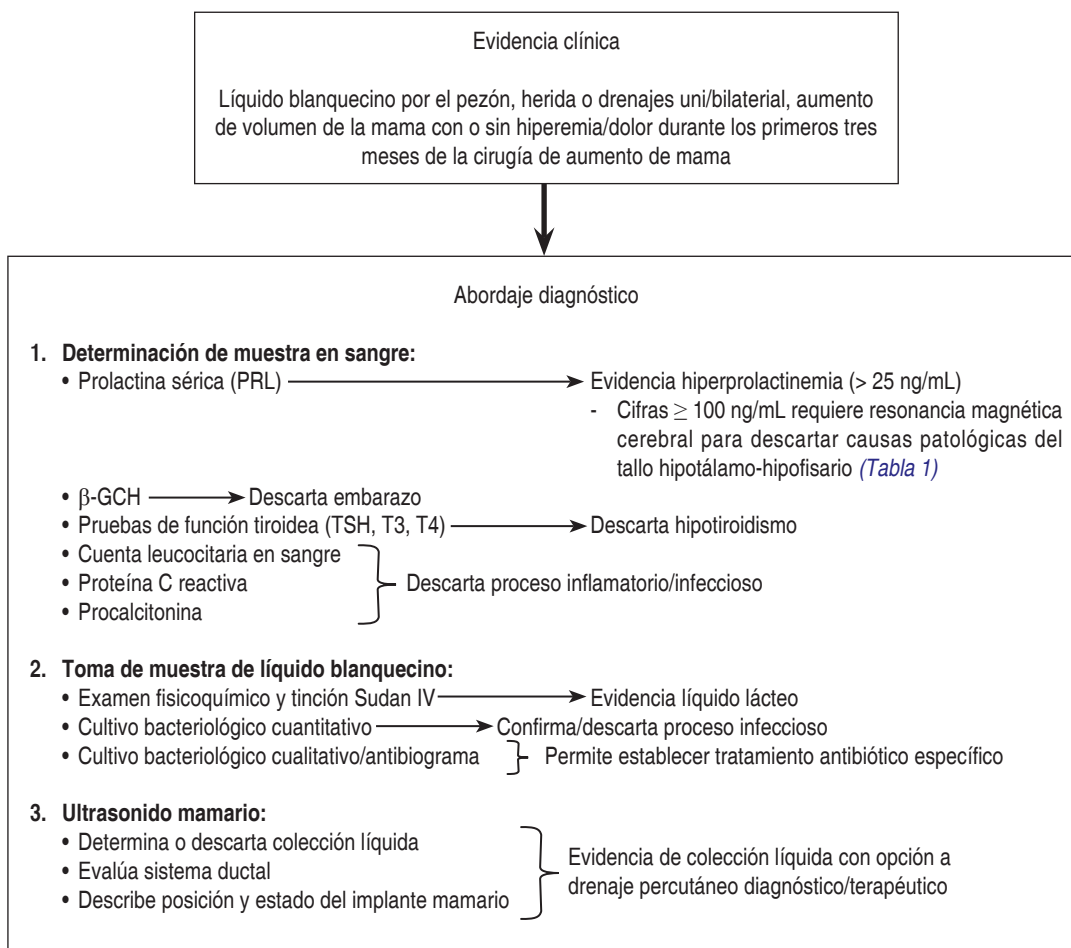 Evidencia clínica
Líquido blanquecino por el pezón, herida o drenajes uni/bilaterial, aumento
de volumen de la mama con o sin hiperemia/dolor durante los primeros tres
meses de la cirugía de aumento de mama
Abordaje diagnóstico
1. Determinación de muestra en sangre:
• Prolactina sérica (PRL) Evidencia hiperprolactinemia (> 25 ng/mL)
- Cifras ≥ 100 ng/mL requiere resonancia magnética
cerebral para descartar causas patológicas del
tallo hipotálamo-hipofisario (Tabla 1)
• β-GCH Descarta embarazo
• Pruebas de función tiroidea (TSH, T3, T4) Descarta hipotiroidismo
• Cuenta leucocitaria en sangre
• Proteína C reactiva Descarta proceso inflamatorio/infeccioso
• Procalcitonina
2. Toma de muestra de líquido blanquecino:
• Examen fisicoquímico y tinción Sudan IV Evidencia líquido lácteo
• Cultivo bacteriológico cuantitativo Confirma/descarta proceso infeccioso
• Cultivo bacteriológico cualitativo/antibiograma Permite establecer tratamiento antibiótico específico
3. Ultrasonido mamario:
• Determina o descarta colección líquida
• Evalúa sistema ductal
• Describe posición y estado del implante mamario
Evidencia de colección líquida con opción a
drenaje percutáneo diagnóstico/terapéutico